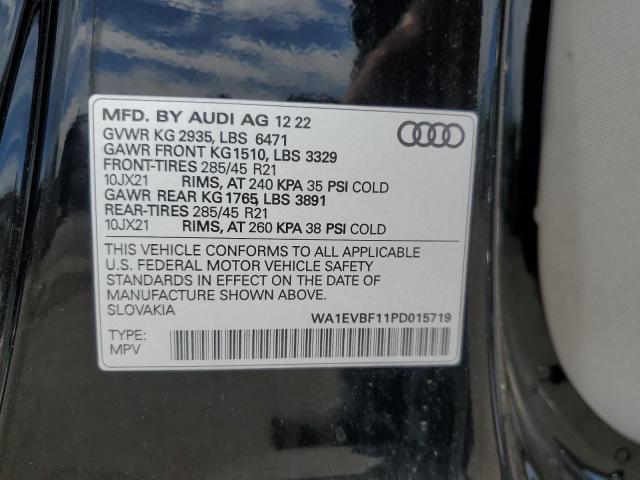 MFD. BY AUDI AG 12 22
GVWR KG 2935, LBS 6471
GAWR FRONT KG1510, LBS 3329
FRONT-TIRES 285/45 R21
10JX21 RIMS, AT 240 KPA 35 PSI COLD
GAWR REAR KG 1765, LBS 3891
REAR-TIRES 285/45 R21
10JX21 RIMS, AT 260 KPA 38 PSI COLD
THIS VEHICLE CONFORMS TO ALL APPLICABLE
U.S. FEDERAL MOTOR VEHICLE SAFETY
STANDARDS IN EFFECT ON THE DATE OF
MANUFACTURING SHOWN ABOVE.
SLOVAKIA WA1EVBF11PD015719
TYPE:
MPV